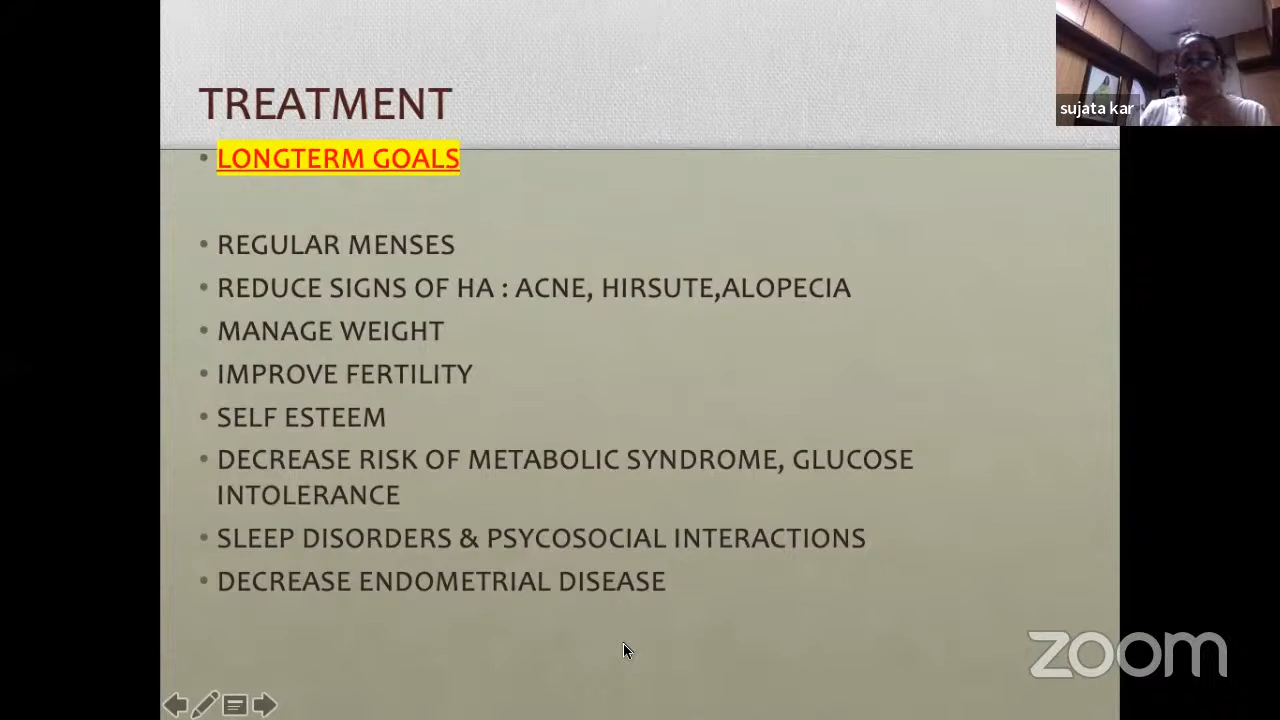 TREATMENT
sujata kar
• LONGTERM GOALS
• REGULAR MENSES
• REDUCE SIGNS OF HA : ACNE, HIRSUTE,ALOPECIA
• MANAGE WEIGHT
• IMPROVE FERTILITY
• SELF ESTEEM
• DECREASE RISK OF METABOLIC SYNDROME, GLUCOSE
INTOLERANCE
• SLEEP DISORDERS & PSYCOSOCIAL INTERACTIONS
• DECREASE ENDOMETRIAL DISEASE
zoom